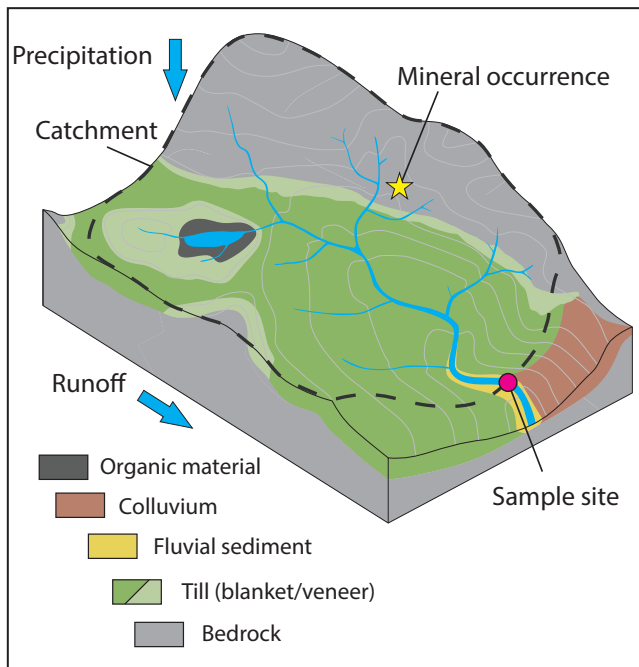 Precipitation
Mineral occurrence
Catchment
Runoff
Sample site
Organic material
Colluvium
Fluvial sediment
Till (blanket/veneer)
Bedrock